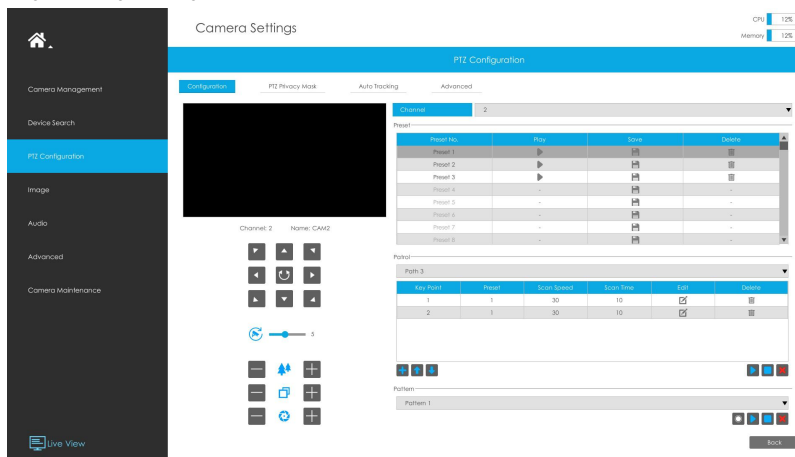 Camera Settings
CPU 12%
Memory 12%
PTZ Configuration
Camera Management
Device Search
PTZ Configuration
Image
Audio
Advanced
Camera Maintenance
Live View
Configuration PTZ Privacy Mask Auto Tracking Advanced
Channel: 2 Name: CAM2
5
Channel 2
Preset
Preset No. Play Save Delete
Preset 1
Preset 2
Preset 3
Preset 4 - -
Preset 5 - -
Preset 6 - -
Preset 7 - -
Preset 8 - -
Patrol
Path 3
Key Point Preset Scan Speed Scan Time Edit Delete
1 1 30 10
2 1 30 10
Pattern
Pattern 1
Back